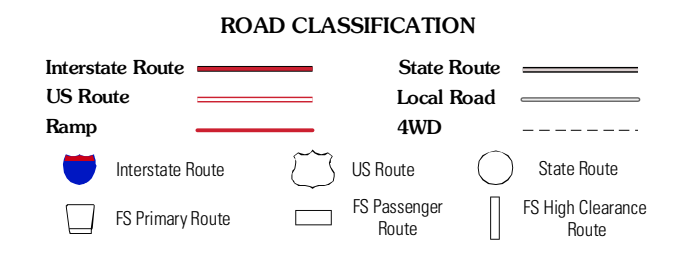 ROAD CLASSIFICATION
Interstate Route
State Route
US Route
Local Road
Ramp
4WD
Interstate Route
US Route
State Route
FS Primary Route
FS Passenger
Route
FS High Clearance
Route